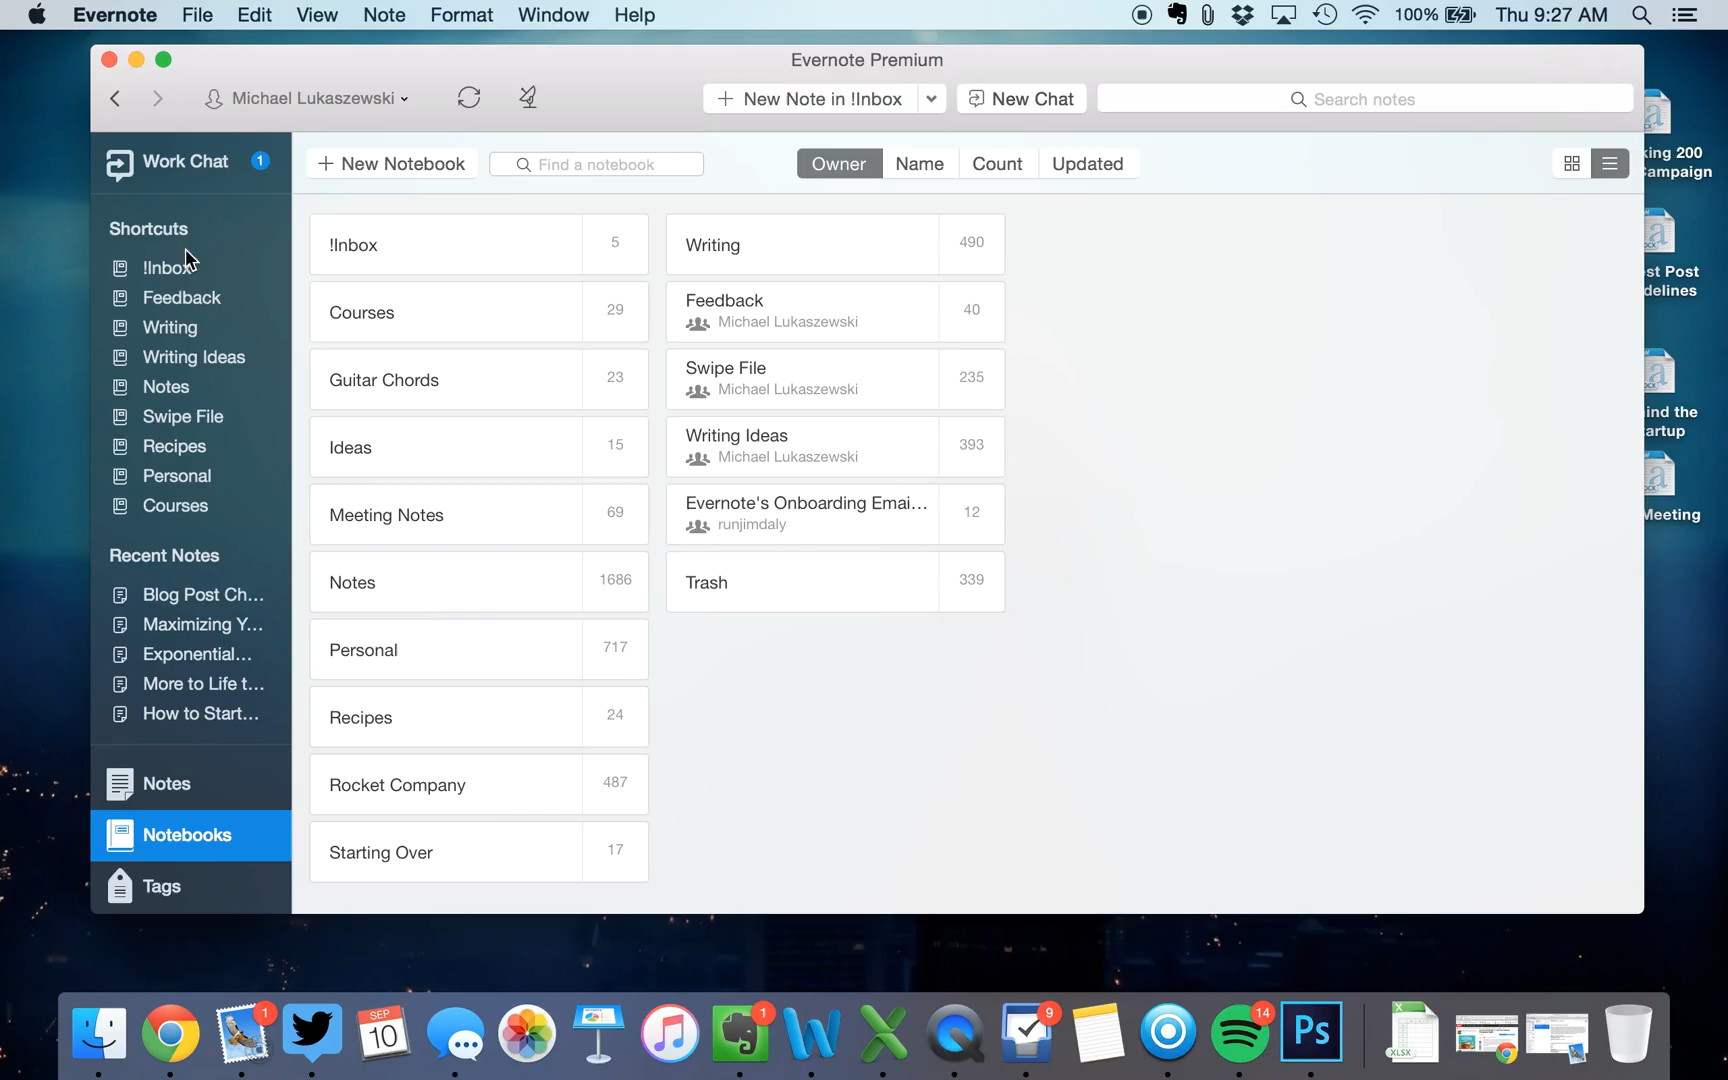 Evernote File Edit View Note Format Window Help
100% Thu 9:27 AM
Evernote Premium
Michael Lukaszewski
New Note in !Inbox
New Chat
Search notes
Work Chat 1
New Notebook
Find a notebook
Owner Name Count Updated
Shortcuts
!Inbox
Feedback
Writing
Writing Ideas
Notes
Swipe File
Recipes
Personal
Courses
Recent Notes
Blog Post Ch...
Maximizing Y...
Exponential...
More to Life t...
How to Start...
Notes
Notebooks
Tags
!Inbox 5
Courses 29
Guitar Chords 23
Ideas 15
Meeting Notes 69
Notes 1686
Personal 717
Recipes 24
Rocket Company 487
Starting Over 17
Writing 490
Feedback 40
Michael Lukaszewski
Swipe File 235
Michael Lukaszewski
Writing Ideas 393
Michael Lukaszewski
Evernote's Onboarding Emai... 12
runjimdaly
Trash 339
king 200
ampaign
st Post
delines
ind the
artup
Meeting
1
SEP
10
1
9
14
Ps
XLSX